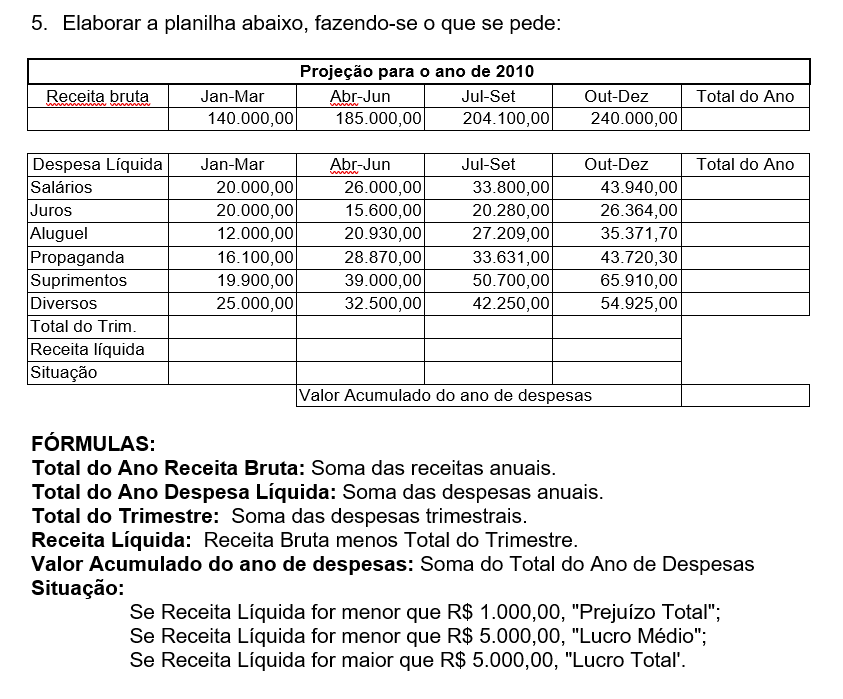 5. Elaborar a planilha abaixo, fazendo-se o que se pede:
Projeção para o ano de 2010
Receita bruta Jan-Mar Abr-Jun Jul-Set Out-Dez Total do Ano
140.000,00 185.000,00 204.100,00 240.000,00
Despesa Líquida Jan-Mar Abr-Jun Jul-Set Out-Dez Total do Ano
Salários 20.000,00 26.000,00 33.800,00 43.940,00
Juros 20.000,00 15.600,00 20.280,00 26.364,00
Aluguel 12.000,00 20.930,00 27.209,00 35.371,70
Propaganda 16.100,00 28.870,00 33.631,00 43.720,30
Suprimentos 19.900,00 39.000,00 50.700,00 65.910,00
Diversos 25.000,00 32.500,00 42.250,00 54.925,00
Total do Trim.
Receita líquida
Situação
Valor Acumulado do ano de despesas
FÓRMULAS:
Total do Ano Receita Bruta: Soma das receitas anuais.
Total do Ano Despesa Líquida: Soma das despesas anuais.
Total do Trimestre: Soma das despesas trimestrais.
Receita Líquida: Receita Bruta menos Total do Trimestre.
Valor Acumulado do ano de despesas: Soma do Total do Ano de Despesas
Situação:
Se Receita Líquida for menor que R$ 1.000,00, "Prejuízo Total";
Se Receita Líquida for menor que R$ 5.000,00, "Lucro Médio";
Se Receita Líquida for maior que R$ 5.000,00, "Lucro Total'.